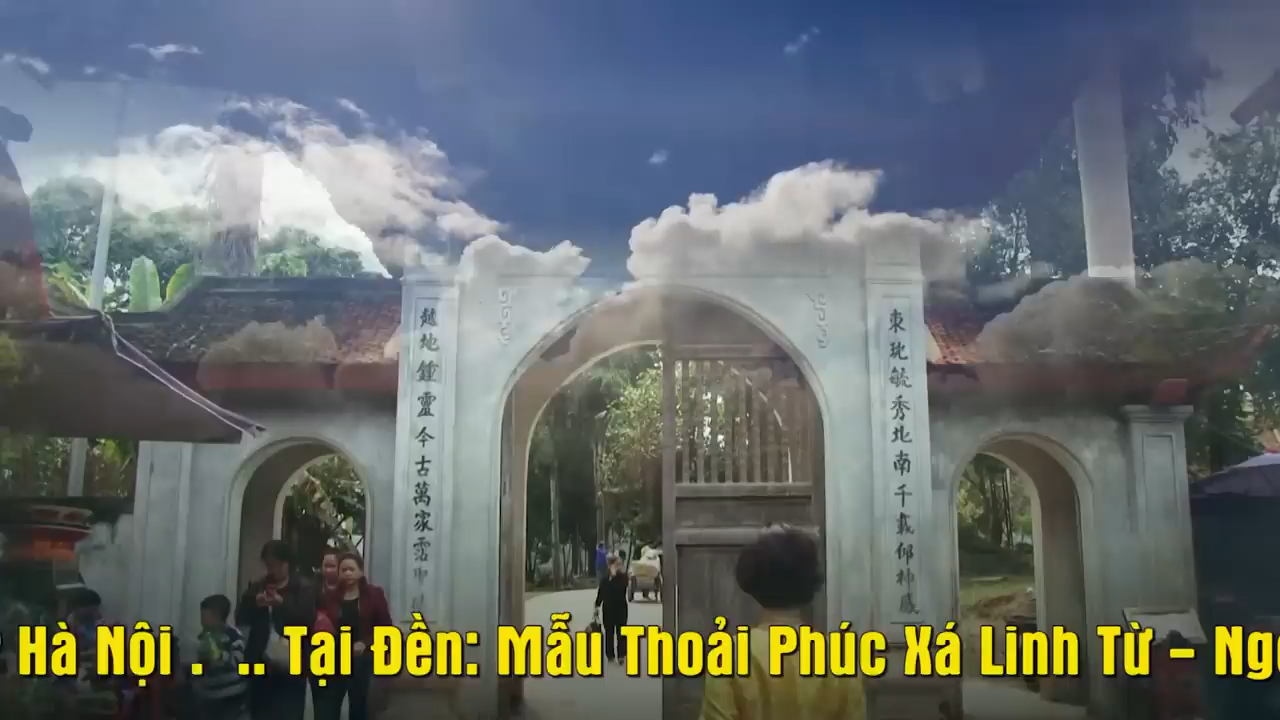 東毓秀北南千載仰神
越地鍾靈今古萬家霑
Hà Nội . .. Tại Đền: Mẫu Thoải Phúc Xá Linh Từ –